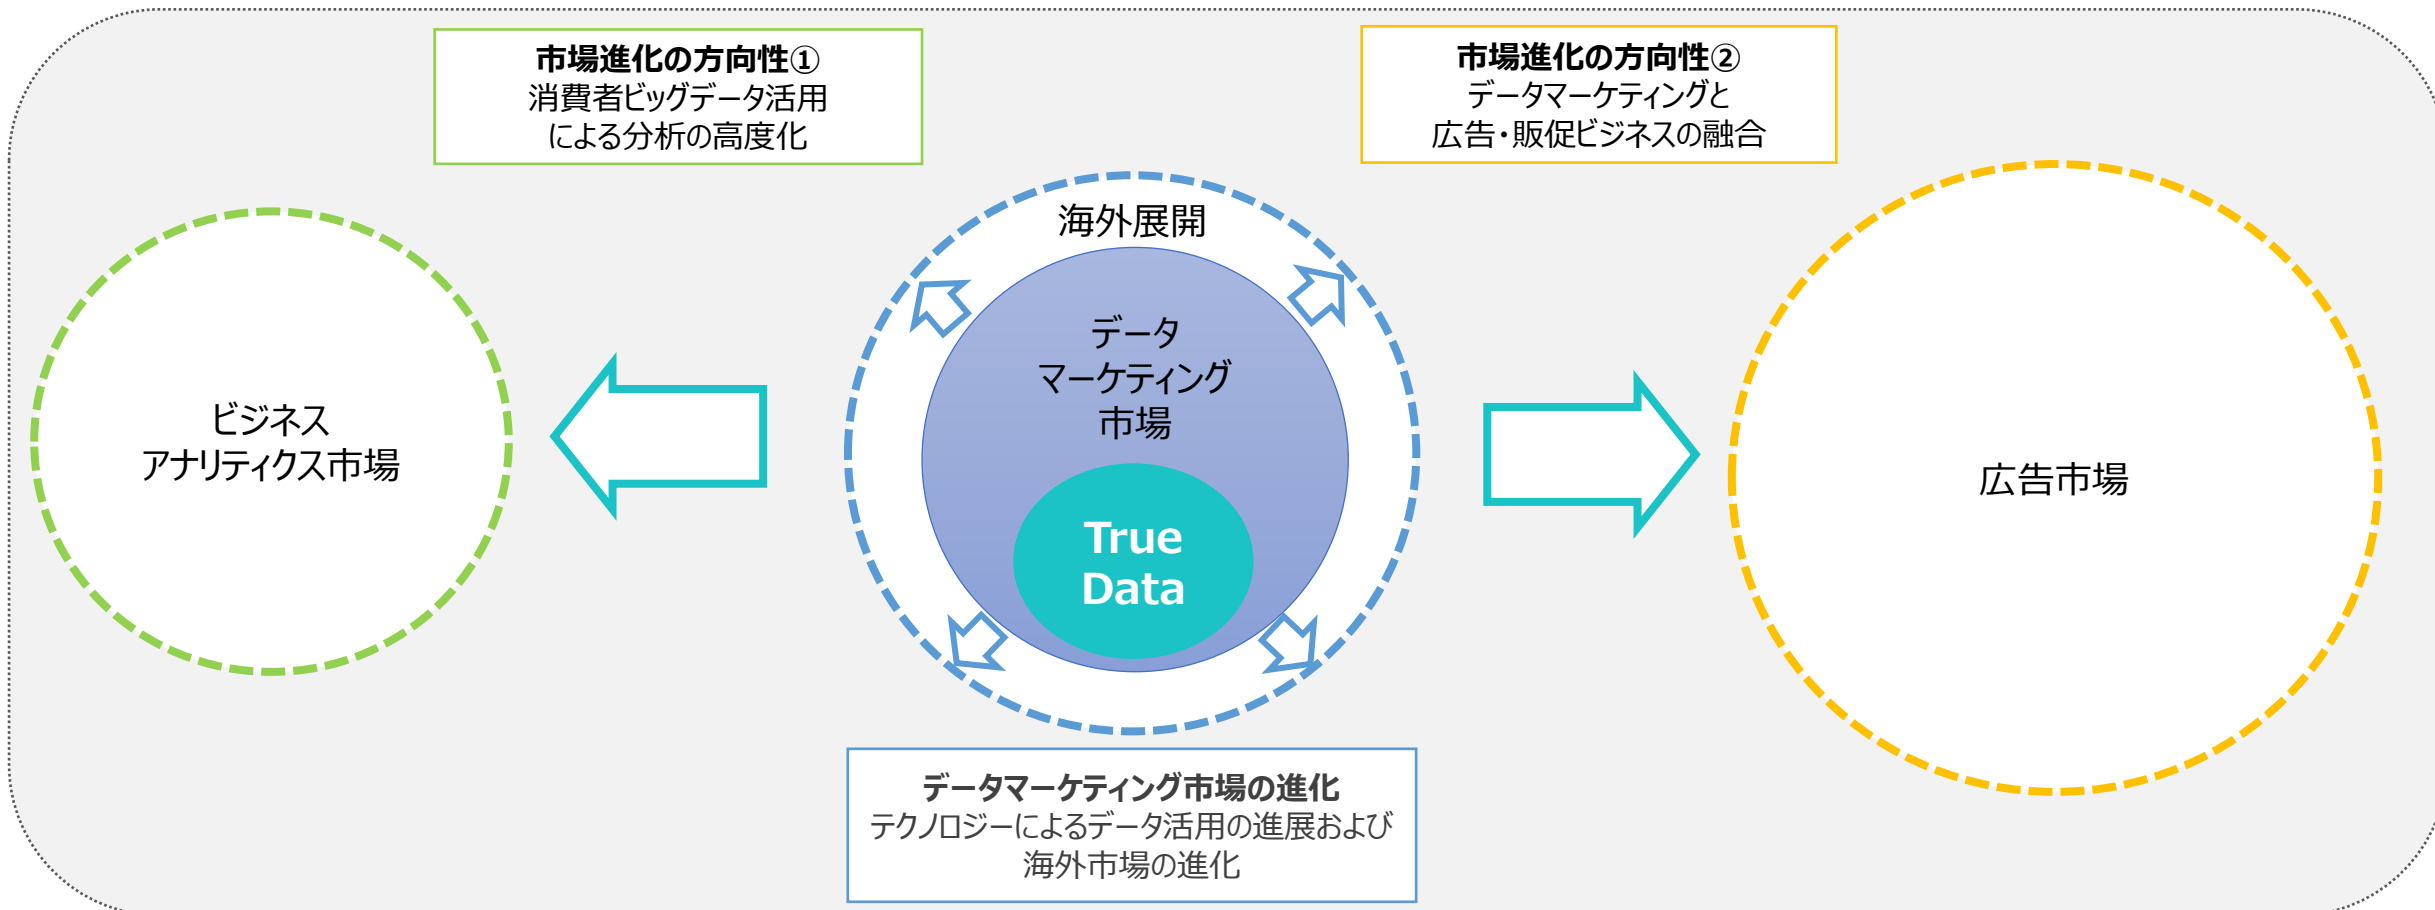 市場進化の方向性①
消費者ビッグデータ活用
による分析の高度化
市場進化の方向性②
データマーケティングと
広告・販促ビジネスの融合
海外展開
データ
マーケティング
市場
True
Data
ビジネス
アナリティクス市場
広告市場
データマーケティング市場の進化
テクノロジーによるデータ活用の進展および
海外市場の進化